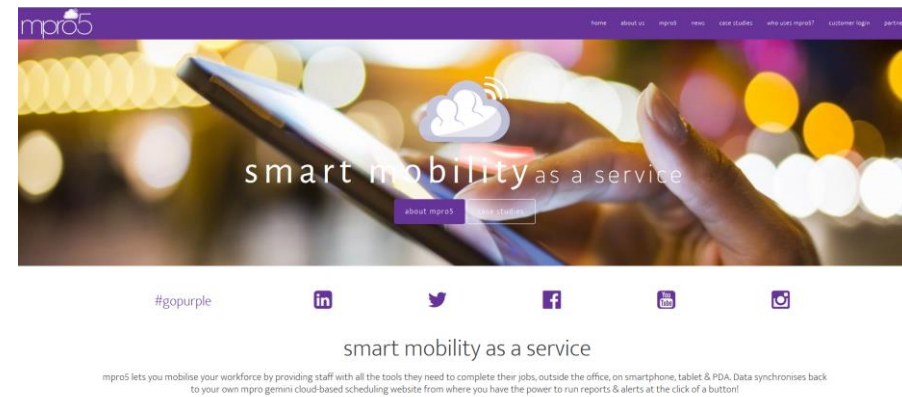 mpro5
home about us mpro5 news case studies who uses mpro5? customer login partne
smart mobility as a service
about mpro5 case studies
#gopurple in f You Tube
smart mobility as a service
mpro5 lets you mobilise your workforce by providing staff with all the tools they need to complete their jobs, outside the office, on smartphone, tablet & PDA. Data synchronises back
to your own mpro gemini cloud-based scheduling website from where you have the power to run reports & alerts at the click of a button!